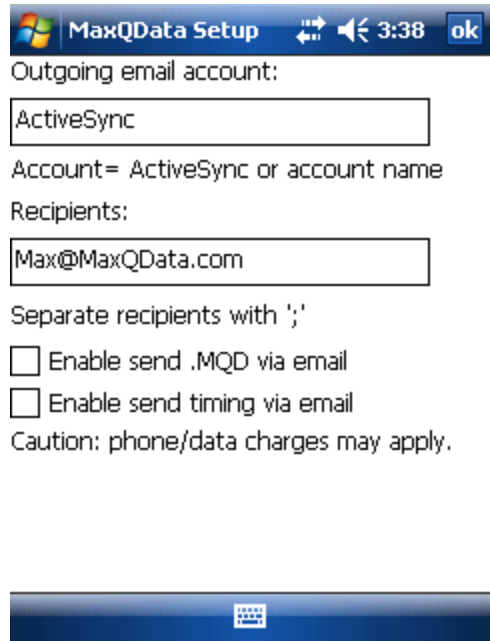 MaxQData Setup 3:38 ok
Outgoing email account:
ActiveSync
Account= ActiveSync or account name
Recipients:
Max@MaxQData.com
Separate recipients with ';'
Enable send .MQD via email
Enable send timing via email
Caution: phone/data charges may apply.